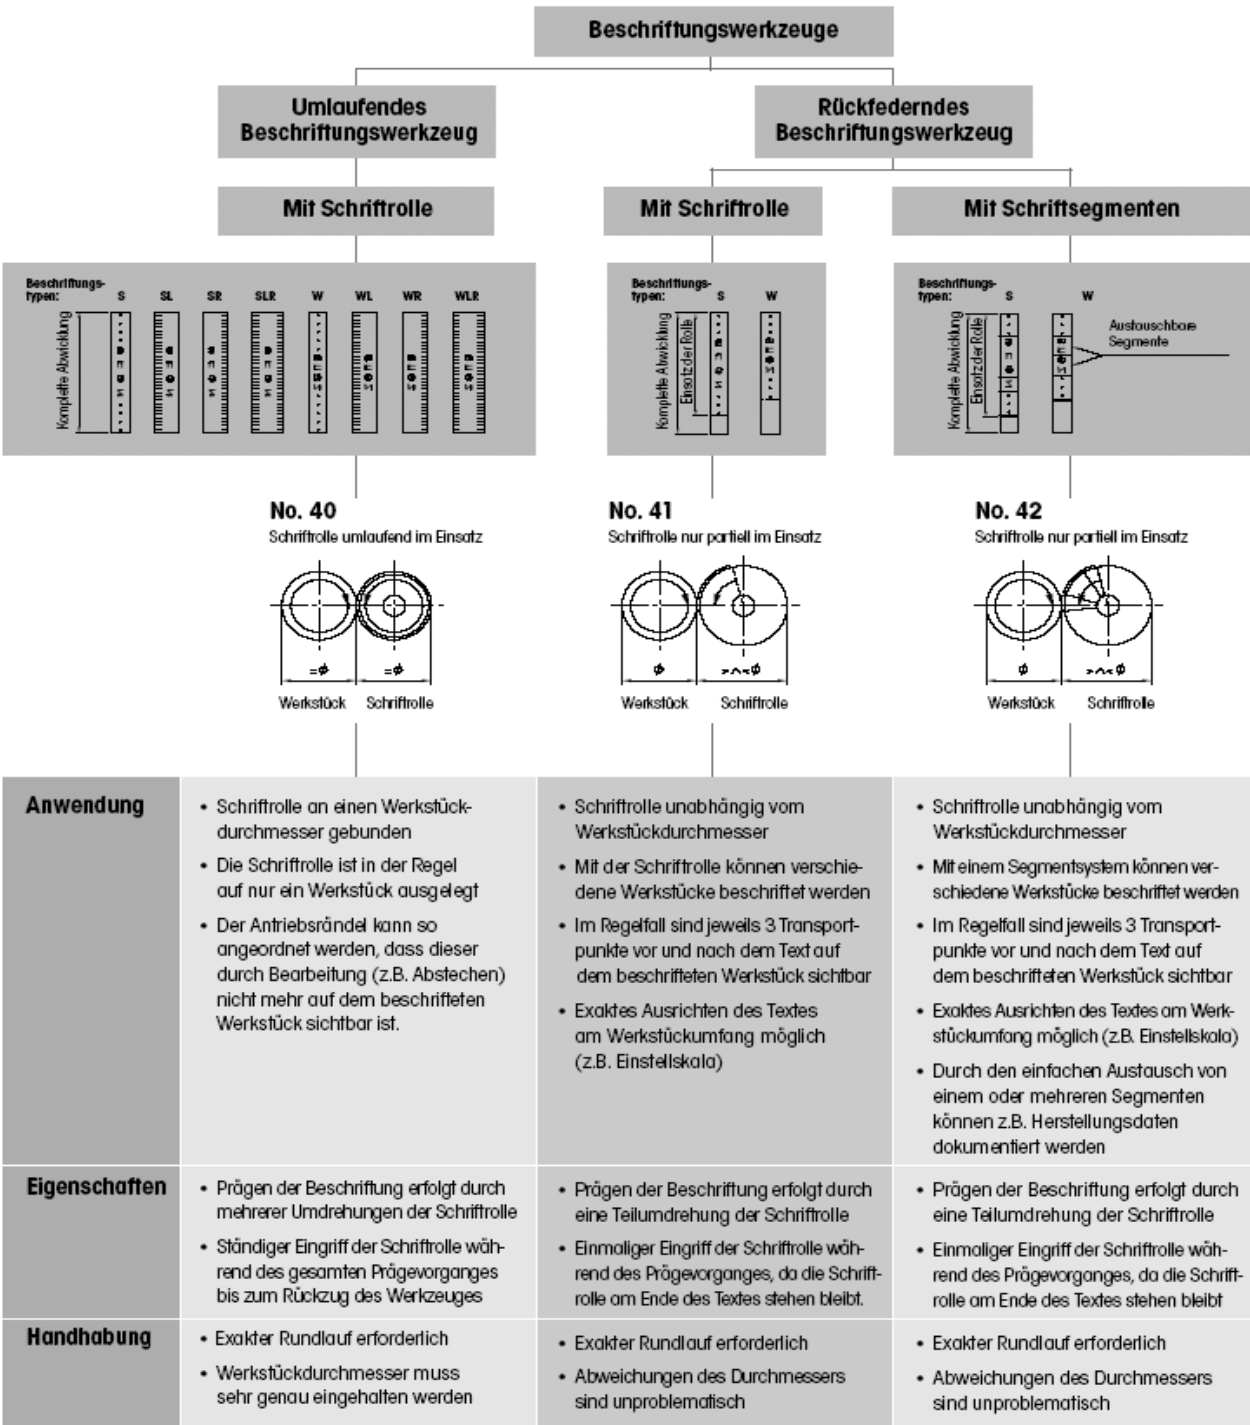 Beschriftungswerkzeuge
Umlaufendes
Beschriftungswerkzeug
Rückfederndes
Beschriftungswerkzeug
Mit Schriftrolle
Mit Schriftrolle
Mit Schriftsegmenten
Beschriftungs-
typen: S SL SR SLR W WL WR WLR
Komplette Abwicklung
Beschriftungs-
typen: S W
Komplette Abwicklung
Einsatz der Rolle
Beschriftungs-
typen: S W
Komplette Abwicklung
Einsatz der Rolle
Austauschbare
Segmente
No. 40
Schriftrolle umlaufend im Einsatz
=ϕ =ϕ
Werkstück Schriftrolle
No. 41
Schriftrolle nur partiell im Einsatz
ϕ
Werkstück Schriftrolle
No. 42
Schriftrolle nur partiell im Einsatz
ϕ
Werkstück Schriftrolle
Anwendung
• Schriftrolle an einen Werkstück-
durchmesser gebunden
• Die Schriftrolle ist in der Regel
auf nur ein Werkstück ausgelegt
• Der Antriebsrändel kann so
angeordnet werden, dass dieser
durch Bearbeitung (z.B. Abstechen)
nicht mehr auf dem beschrifteten
Werkstück sichtbar ist.
• Schriftrolle unabhängig vom
Werkstückdurchmesser
• Mit der Schriftrolle können verschie-
dene Werkstücke beschriftet werden
• Im Regelfall sind jeweils 3 Transport-
punkte vor und nach dem Text auf
dem beschrifteten Werkstück sichtbar
• Exaktes Ausrichten des Textes
am Werkstückumfang möglich
(z.B. Einstellskala)
• Schriftrolle unabhängig vom
Werkstückdurchmesser
• Mit einem Segmentsystem können ver-
schiedene Werkstücke beschriftet werden
• Im Regelfall sind jeweils 3 Transport-
punkte vor und nach dem Text auf
dem beschrifteten Werkstück sichtbar
• Exaktes Ausrichten des Textes am Werk-
stückumfang möglich (z.B. Einstellskala)
• Durch den einfachen Austausch von
einem oder mehreren Segmenten
können z.B. Herstellungsdaten
dokumentiert werden
Eigenschaften
• Prägen der Beschriftung erfolgt durch
mehrerer Umdrehungen der Schriftrolle
• Ständiger Eingriff der Schriftrolle wäh-
rend des gesamten Prägevorganges
bis zum Rückzug des Werkzeuges
• Prägen der Beschriftung erfolgt durch
eine Teilumdrehung der Schriftrolle
• Einmaliger Eingriff der Schriftrolle wäh-
rend des Prägevorganges, da die Schrift-
rolle am Ende des Textes stehen bleibt.
• Prägen der Beschriftung erfolgt durch
eine Teilumdrehung der Schriftrolle
• Einmaliger Eingriff der Schriftrolle wäh-
rend des Prägevorganges, da die Schrift-
rolle am Ende des Textes stehen bleibt
Handhabung
• Exakter Rundlauf erforderlich
• Werkstückdurchmesser muss
sehr genau eingehalten werden
• Exakter Rundlauf erforderlich
• Abweichungen des Durchmessers
sind unproblematisch
• Exakter Rundlauf erforderlich
• Abweichungen des Durchmessers
sind unproblematisch